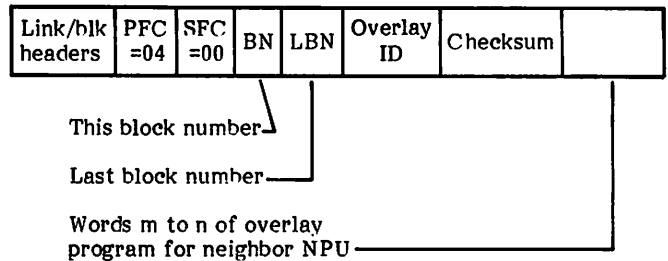 Link/blk headers
PFC =04
SFC =00
BN
LBN
Overlay ID
Checksum
This block number
Last block number
Words m to n of overlay
program for neighbor NPU